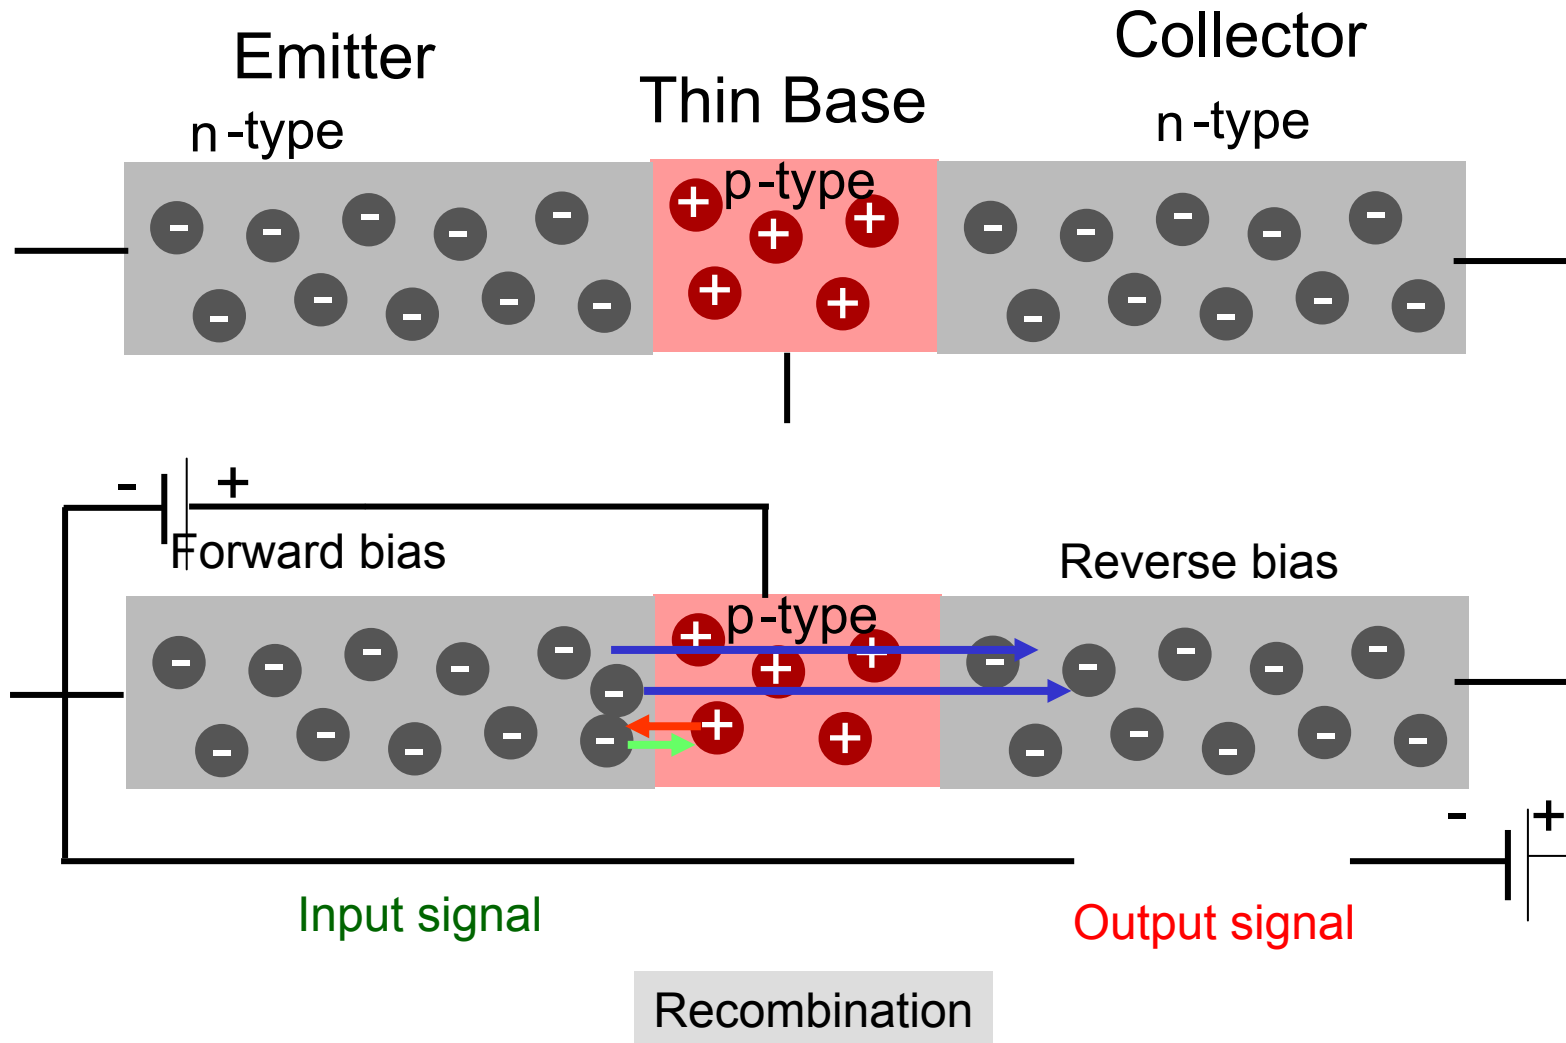 Emitter
Collector
Thin Base
n-type
n-type
p-type
- +
Forward bias
Reverse bias
p-type
- +
Input signal
Output signal
Recombination